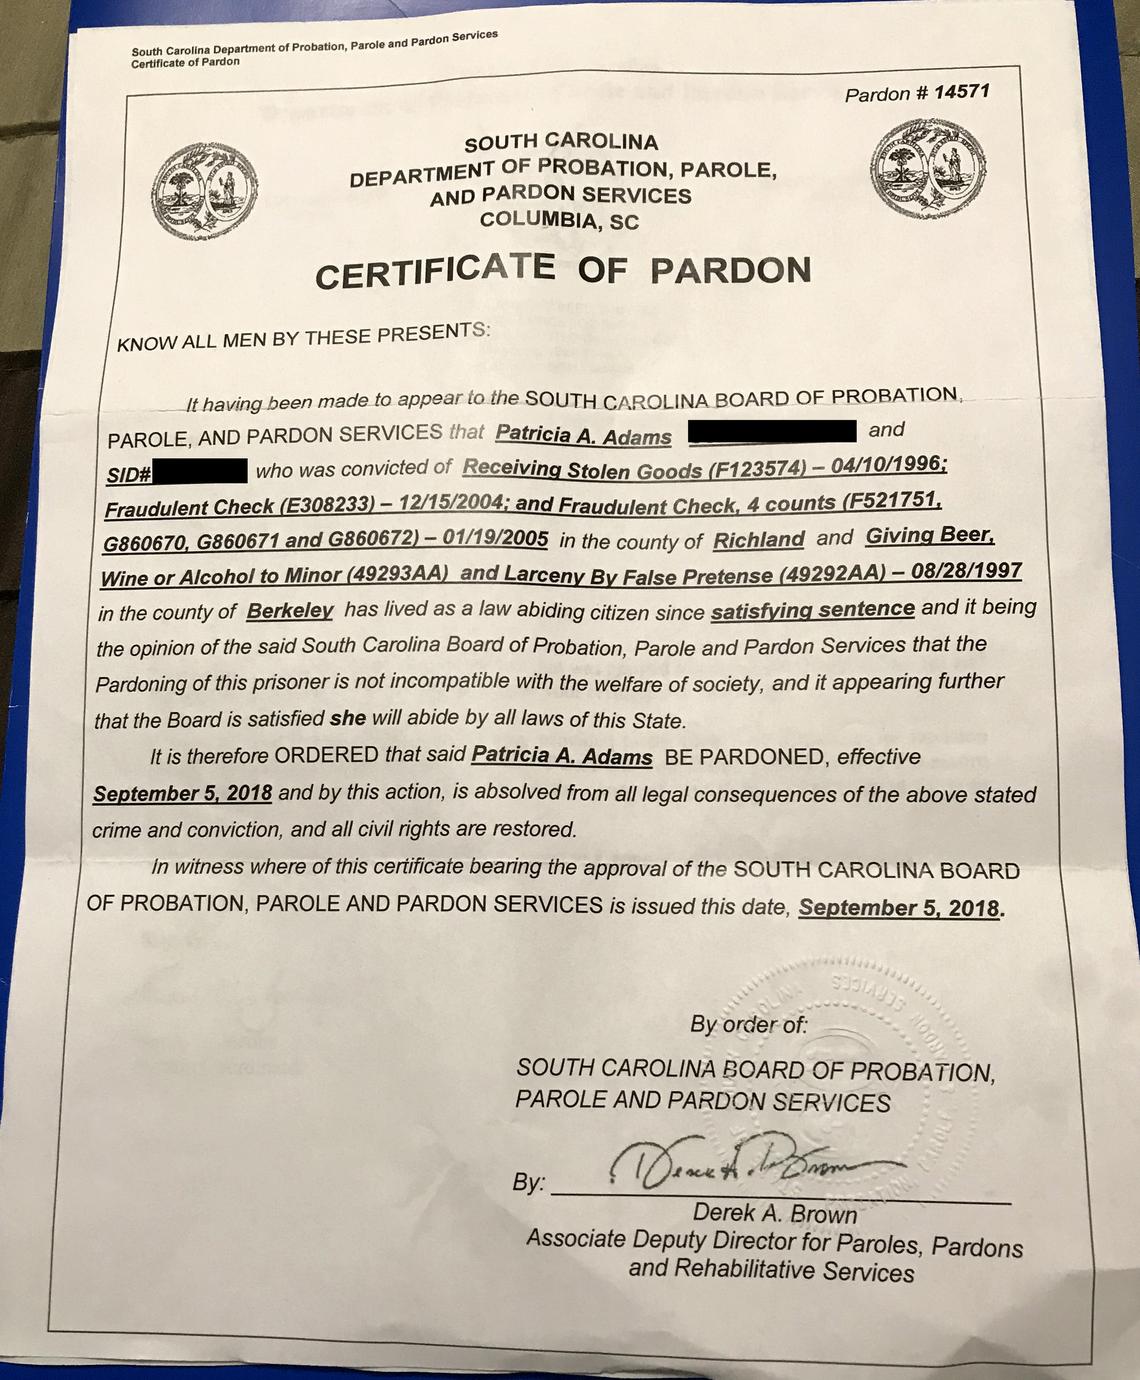 South Carolina Department of Probation, Parole and Pardon Services
Certificate of Pardon
Pardon # 14571
SOUTH CAROLINA
DEPARTMENT OF PROBATION, PAROLE,
AND PARDON SERVICES
COLUMBIA, SC
CERTIFICATE OF PARDON
KNOW ALL MEN BY THESE PRESENTS:
It having been made to appear to the SOUTH CAROLINA BOARD OF PROBATION,
PAROLE, AND PARDON SERVICES that Patricia A. Adams and
SID# who was convicted of Receiving Stolen Goods (F123574) – 04/10/1996;
Fraudulent Check (E308233) – 12/15/2004; and Fraudulent Check, 4 counts (F521751,
G860670, G860671 and G860672) – 01/19/2005 in the county of Richland and Giving Beer,
Wine or Alcohol to Minor (49293AA) and Larceny By False Pretense (49292AA) – 08/28/1997
in the county of Berkeley has lived as a law abiding citizen since satisfying sentence and it being
the opinion of the said South Carolina Board of Probation, Parole and Pardon Services that the
Pardoning of this prisoner is not incompatible with the welfare of society, and it appearing further
that the Board is satisfied she will abide by all laws of this State.
It is therefore ORDERED that said Patricia A. Adams BE PARDONED, effective
September 5, 2018 and by this action, is absolved from all legal consequences of the above stated
crime and conviction, and all civil rights are restored.
In witness where of this certificate bearing the approval of the SOUTH CAROLINA BOARD
OF PROBATION, PAROLE AND PARDON SERVICES is issued this date, September 5, 2018.
By order of:
SOUTH CAROLINA BOARD OF PROBATION,
PAROLE AND PARDON SERVICES
By: Derek A. Brown
Derek A. Brown
Associate Deputy Director for Paroles, Pardons
and Rehabilitative Services